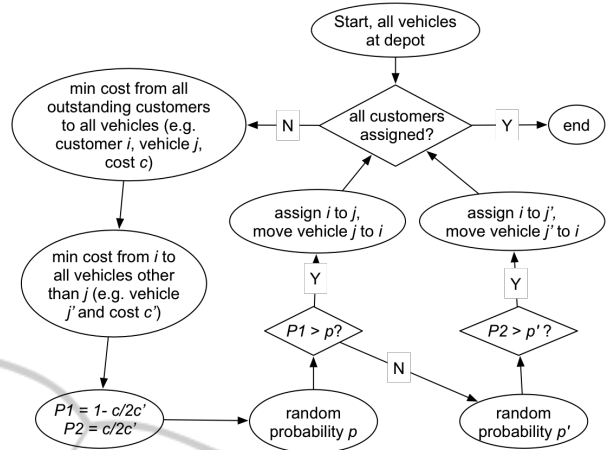 Start, all vehicles
at depot
min cost from all
outstanding customers
to all vehicles (e.g.
customer i, vehicle j,
cost c)
N
all customers
assigned?
Y
end
assign i to j,
move vehicle j to i
assign i to j',
move vehicle j' to i
min cost from i to
all vehicles other
than j (e.g. vehicle
j' and cost c')
Y
Y
P1 > p?
P2 > p' ?
N
P1 = 1- c/2c'
P2 = c/2c'
random
probability p
random
probability p'